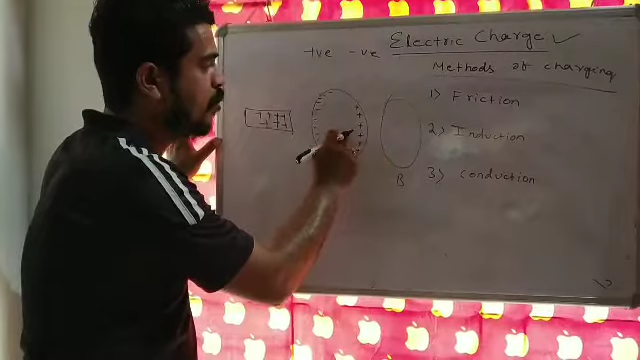 +ve -ve Electric Charge
Methods of charging
1) Friction
2) Induction
3) conduction
B